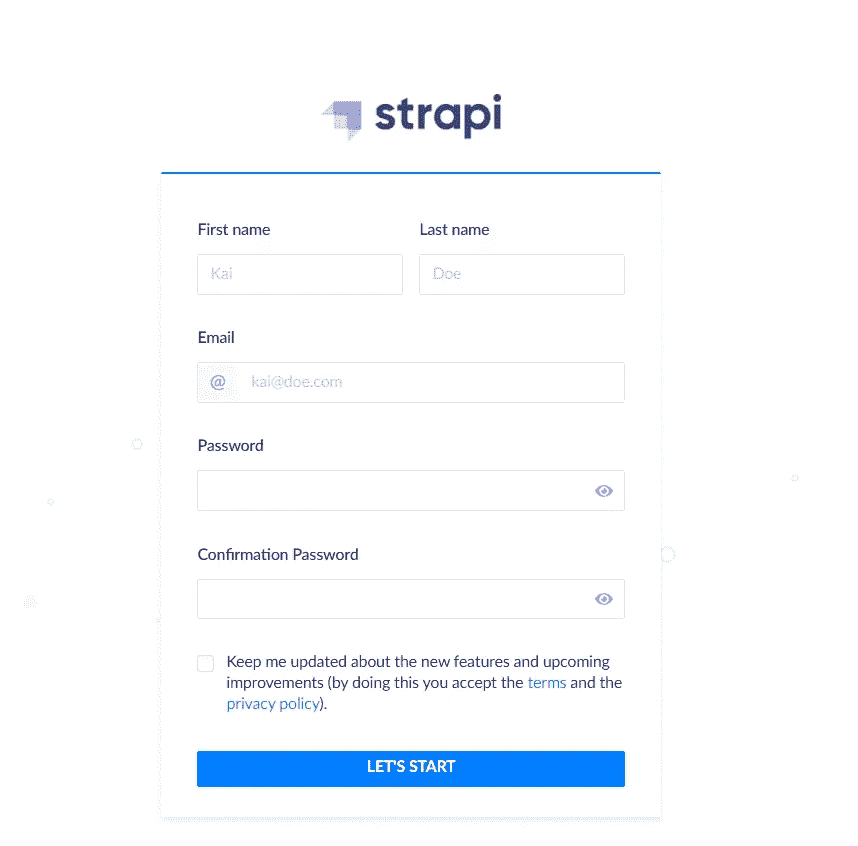 strapi
First name
Last name
Kai
Doe
Email
@ kai@doe.com
Password
Confirmation Password
Keep me updated about the new features and upcoming
improvements (by doing this you accept the terms and the
privacy policy).
LET'S START